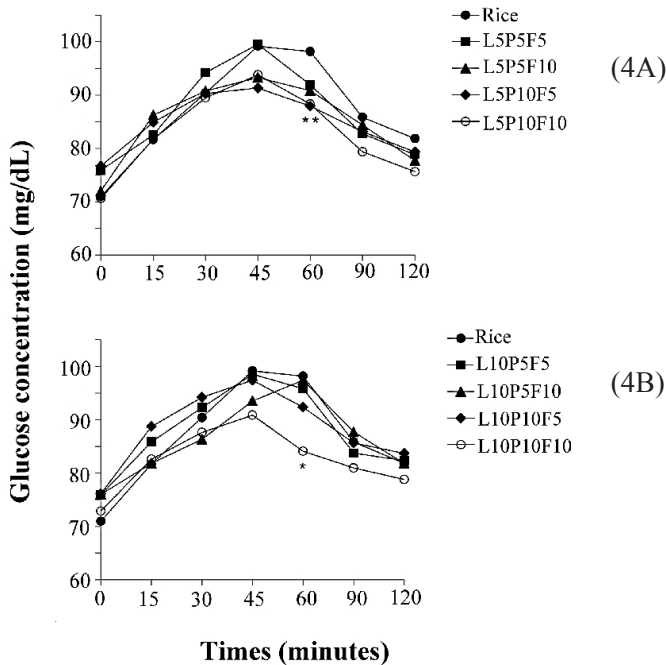 Glucose concentration (mg/dL)
100
90
80
70
60
0 15 30 45 60 90 120
**
Rice
L5P5F5
L5P5F10
L5P10F5
L5P10F10
(4A)
100
90
80
70
60
0 15 30 45 60 90 120
*
Rice
L10P5F5
L10P5F10
L10P10F5
L10P10F10
(4B)
Times (minutes)